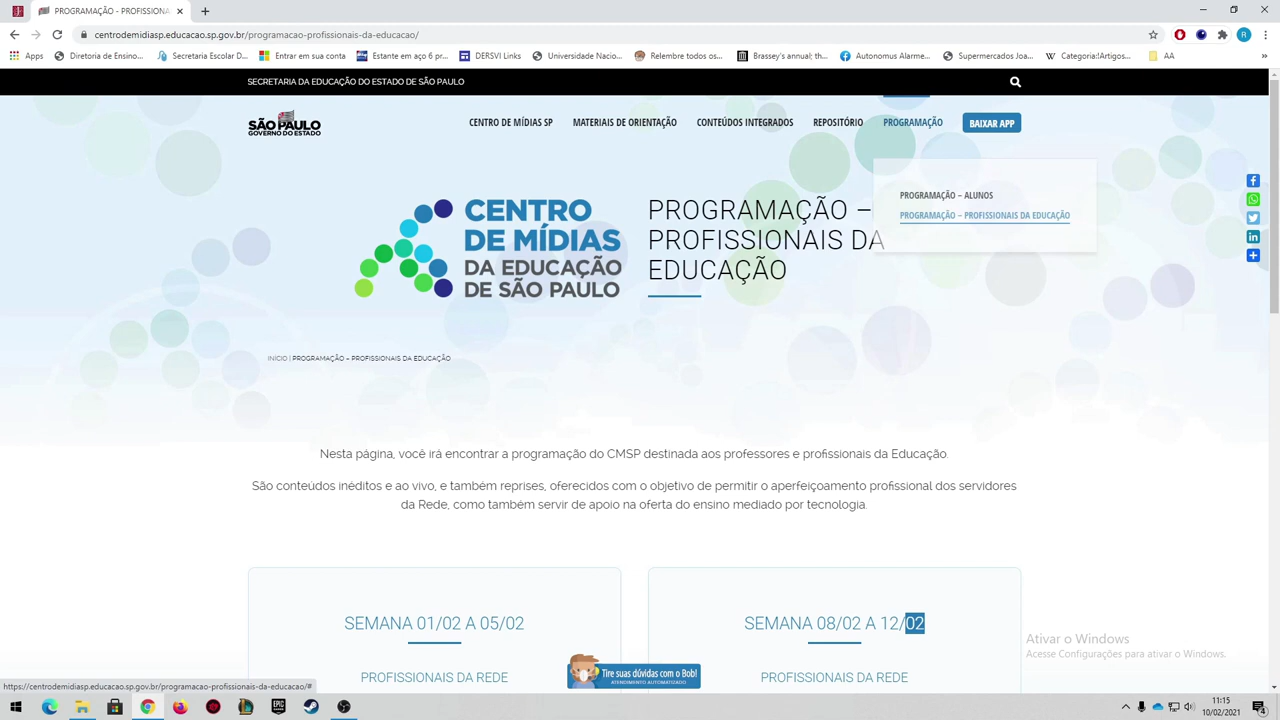 PROGRAMAÇÃO - PROFISSIONA
centrodemidiasp.educacao.sp.gov.br/programacao-profissionais-da-educacao/
R
Apps
Diretoria de Ensino...
Secretaria Escolar D...
Entrar em sua conta
Estante em aço 6 pr...
DERSVI Links
Universidade Nacio...
Relembre todos os...
Brassey's annual; th...
Autonomus Alarme...
Supermercados Joa...
Categoria:!Artigos...
AA
SECRETARIA DA EDUCAÇÃO DO ESTADO DE SÃO PAULO
SÃO PAULO
GOVERNO DO ESTADO
CENTRO DE MÍDIAS SP
MATERIAIS DE ORIENTAÇÃO
CONTEÚDOS INTEGRADOS
REPOSITÓRIO
PROGRAMAÇÃO
BAIXAR APP
PROGRAMAÇÃO – ALUNOS
PROGRAMAÇÃO – PROFISSIONAIS DA EDUCAÇÃO
CENTRO
DE MÍDIAS
DA EDUCAÇÃO
DE SÃO PAULO
PROGRAMAÇÃO –
PROFISSIONAIS DA
EDUCAÇÃO
INÍCIO | PROGRAMAÇÃO – PROFISSIONAIS DA EDUCAÇÃO
Nesta página, você irá encontrar a programação do CMSP destinada aos professores e profissionais da Educação.
São conteúdos inéditos e ao vivo, e também reprises, oferecidos com o objetivo de permitir o aperfeiçoamento profissional dos servidores
da Rede, como também servir de apoio na oferta do ensino mediado por tecnologia.
SEMANA 01/02 A 05/02
SEMANA 08/02 A 12/02
PROFISSIONAIS DA REDE
PROFISSIONAIS DA REDE
Tire suas dúvidas com o Bob!
ATENDIMENTO AUTOMATIZADO
Ativar o Windows
Acesse Configurações para ativar o Windows.
https://centrodemidiasp.educacao.sp.gov.br/programacao-profissionais-da-educacao/#
11:15
10/02/2021
4